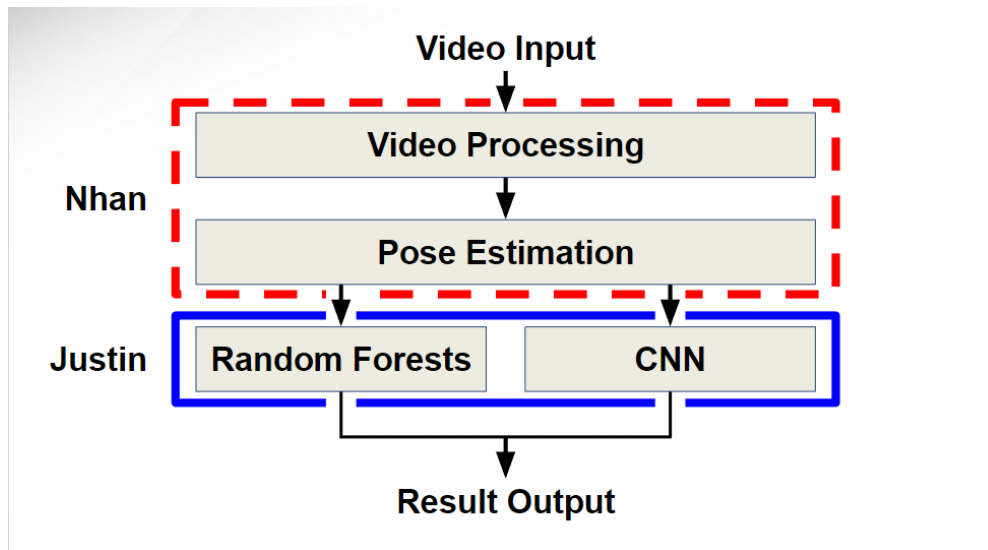 Video Input
Video Processing
Nhan
Pose Estimation
Justin
Random Forests
CNN
Result Output